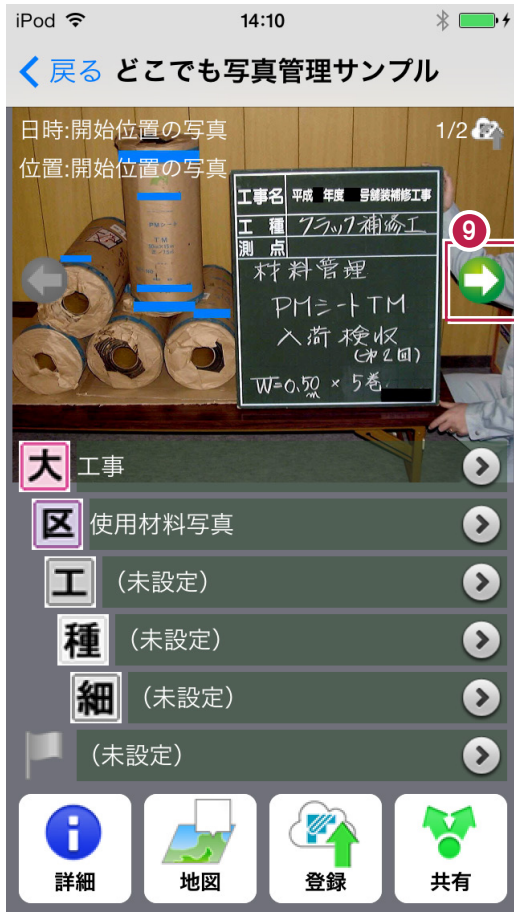 iPod 14:10
戻る どこでも写真管理サンプル
日時:開始位置の写真 1/2
位置:開始位置の写真
PMシート
TM
工事名 平成 年度 号舗装補修工事
工種 クラック補修工
測点
9
材料管理
PMシートTM
入荷検収
(第2回)
W=0.50m × 5巻
大 工事
区 使用材料写真
工 (未設定)
種 (未設定)
細 (未設定)
(未設定)
詳細 地図 登録 共有